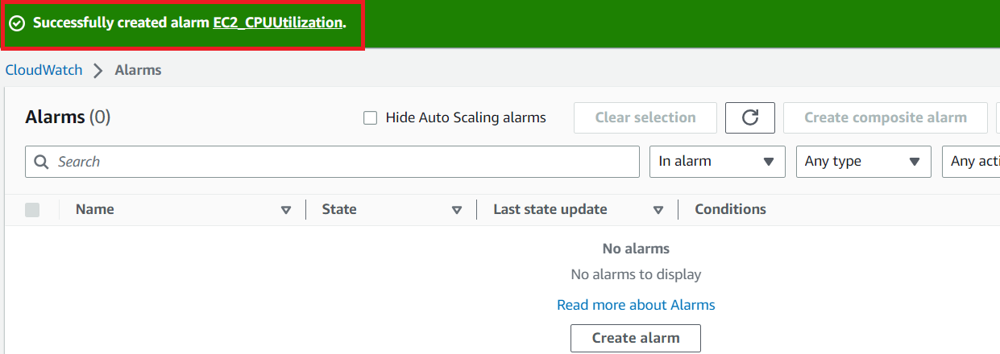 Successfully created alarm EC2_CPUUtilization.
CloudWatch Alarms
Alarms (0) Hide Auto Scaling alarms Clear selection Create composite alarm
Search In alarm Any type Any acti
Name State Last state update Conditions
No alarms
No alarms to display
Read more about Alarms
Create alarm